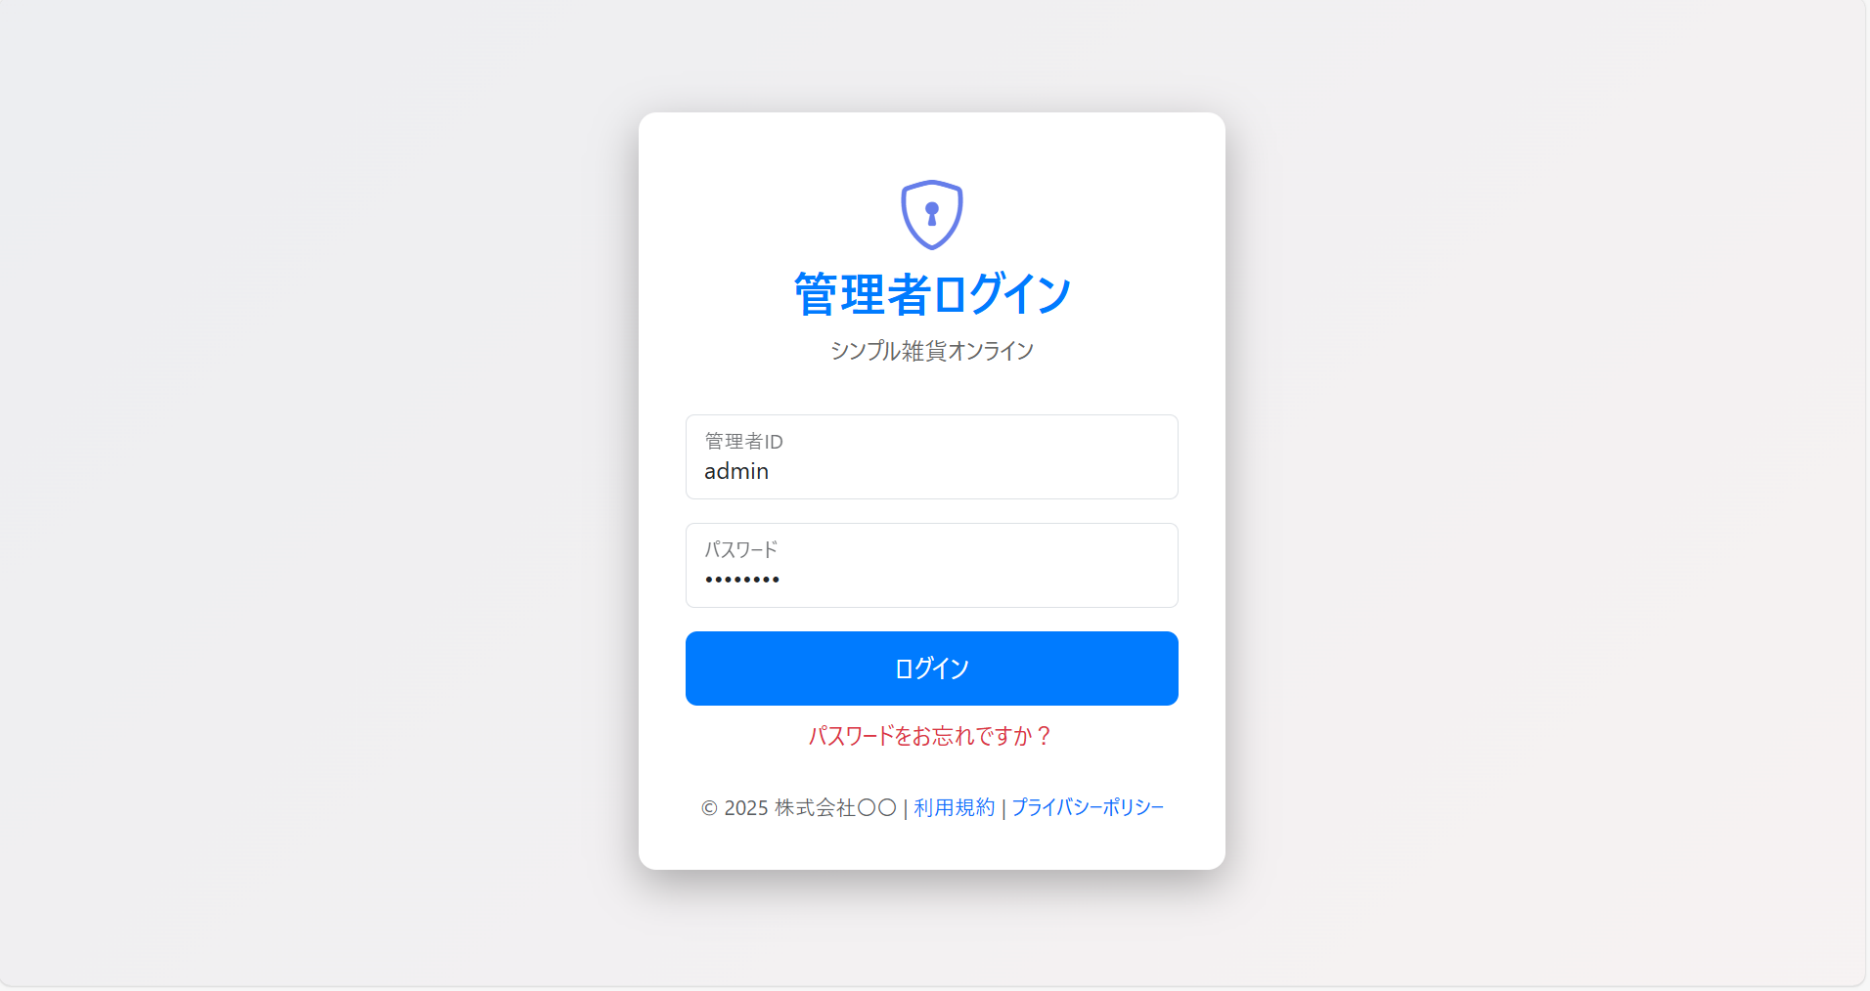 管理者ログイン
シンプル雑貨オンライン
管理者ID
admin
パスワード
••••••••
ログイン
パスワードをお忘れですか？
© 2025 株式会社〇〇 | 利用規約 | プライバシーポリシー